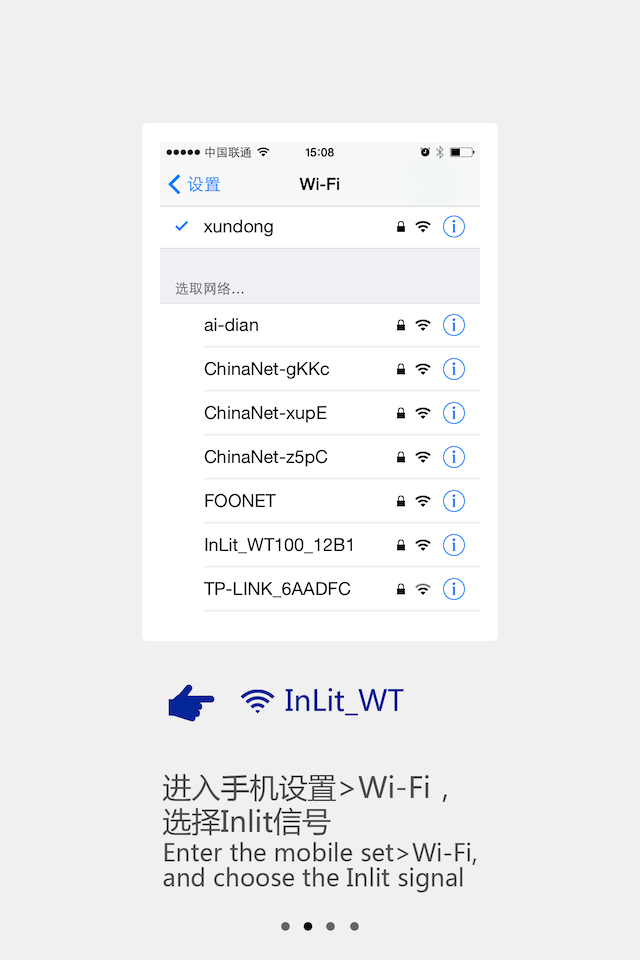 中国联通 15:08
设置 Wi-Fi
xundong
选取网络...
ai-dian
ChinaNet-gKKc
ChinaNet-xupE
ChinaNet-z5pC
FOONET
InLit_WT100_12B1
TP-LINK_6AADFC
InLit_WT
进入手机设置>Wi-Fi，
选择Inlit信号
Enter the mobile set>Wi-Fi,
and choose the Inlit signal